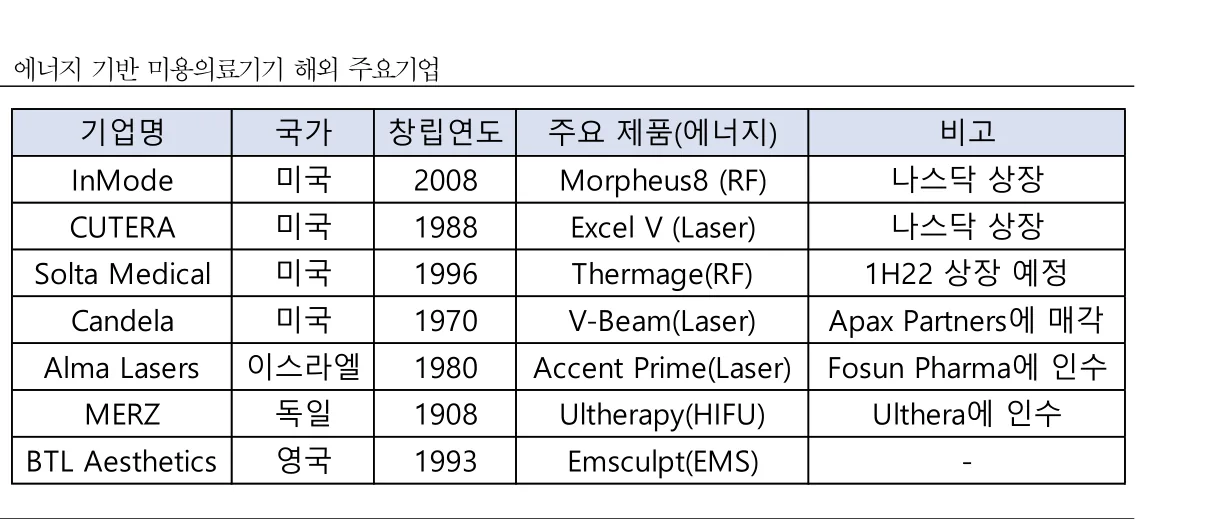 에너지 기반 미용의료기기 해외 주요기업
기업명 국가 창립연도 주요 제품(에너지) 비고
InMode 미국 2008 Morpheus8 (RF) 나스닥 상장
CUTERA 미국 1988 Excel V (Laser) 나스닥 상장
Solta Medical 미국 1996 Thermage(RF) 1H22 상장 예정
Candela 미국 1970 V-Beam(Laser) Apax Partners에 매각
Alma Lasers 이스라엘 1980 Accent Prime(Laser) Fosun Pharma에 인수
MERZ 독일 1908 Ultherapy(HIFU) Ulthera에 인수
BTL Aesthetics 영국 1993 Emsculpt(EMS) -